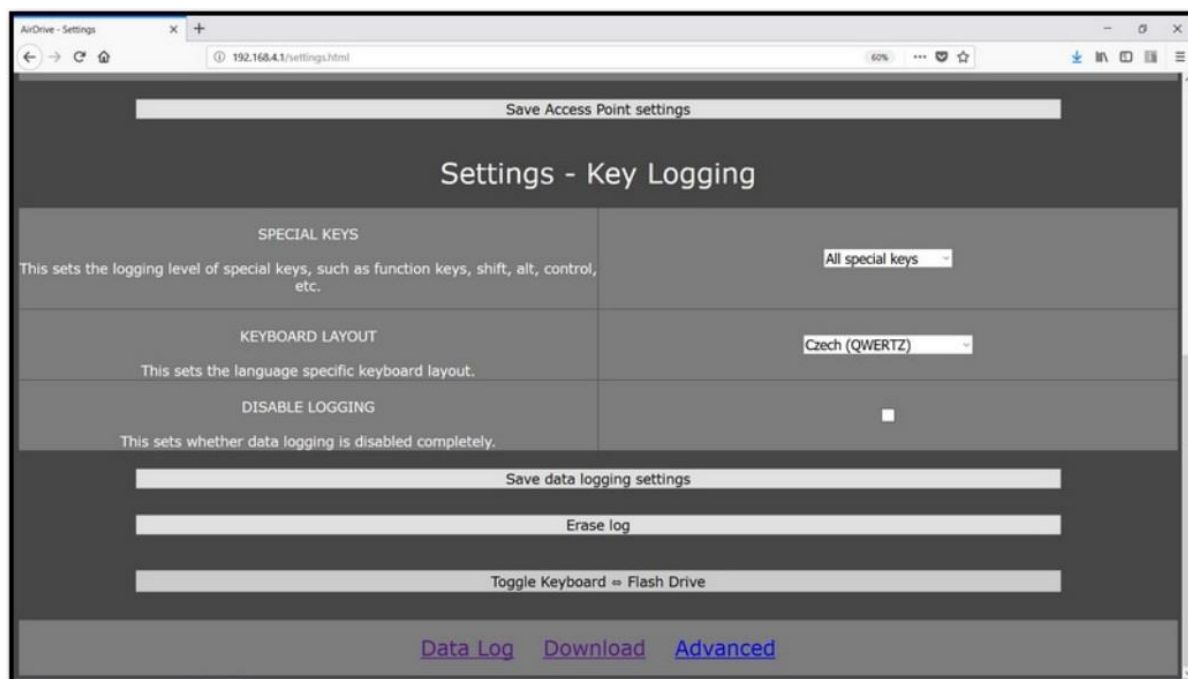 AirDrive - Settings
192.168.4.1/settings.html
60%
Save Access Point settings
Settings - Key Logging
SPECIAL KEYS
This sets the logging level of special keys, such as function keys, shift, alt, control,
etc.
All special keys
KEYBOARD LAYOUT
This sets the language specific keyboard layout.
Czech (QWERTZ)
DISABLE LOGGING
This sets whether data logging is disabled completely.
Save data logging settings
Erase log
Toggle Keyboard ⇔ Flash Drive
Data Log Download Advanced